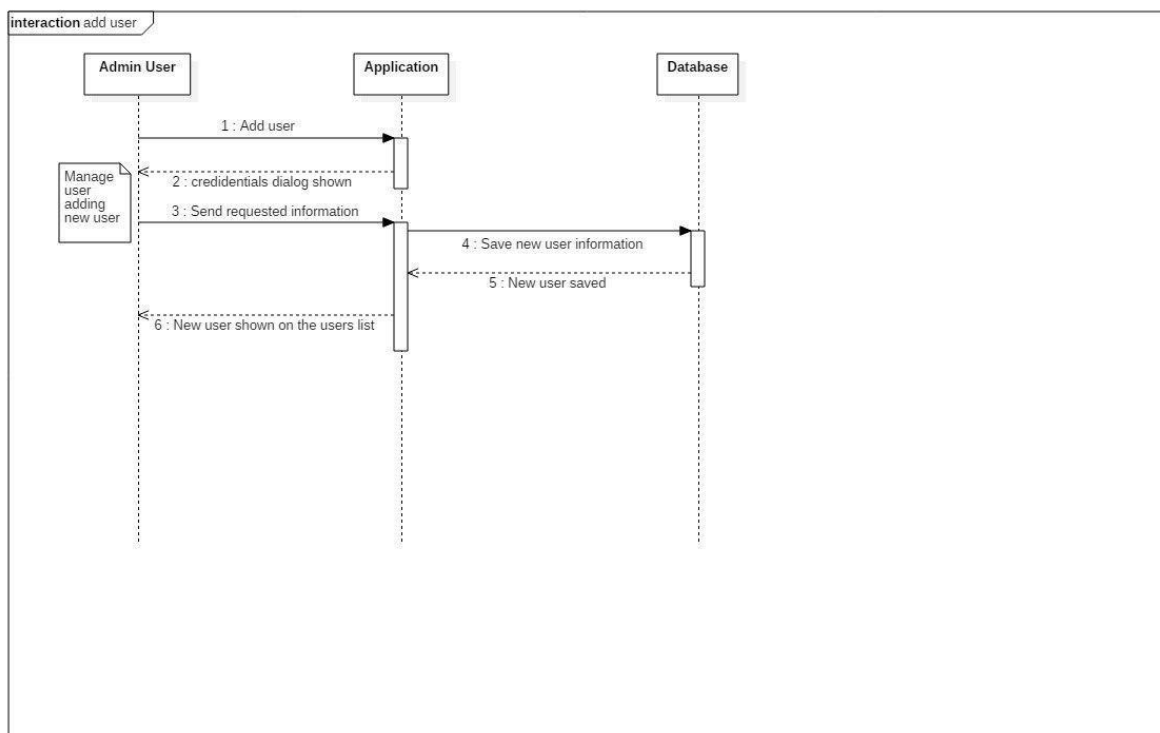 interaction add user
Admin User
Application
Database
1 : Add user
2 : credidentials dialog shown
Manage
user
adding
new user
3 : Send requested information
4 : Save new user information
5 : New user saved
6 : New user shown on the users list